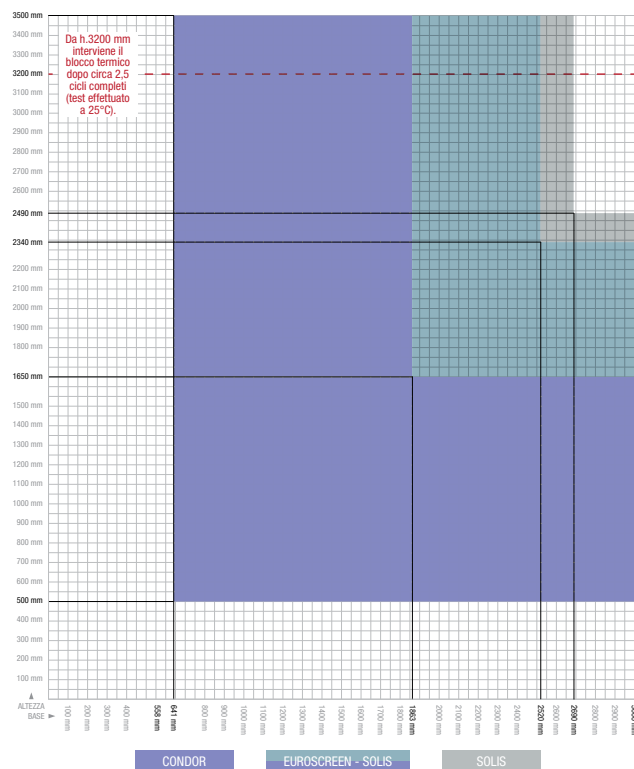 3500 mm
3400 mm
3300 mm
3200 mm
3100 mm
3000 mm
2900 mm
2800 mm
2700 mm
2600 mm
2490 mm
2340 mm
2200 mm
2100 mm
2000 mm
1900 mm
1800 mm
1650 mm
1500 mm
1400 mm
1300 mm
1200 mm
1100 mm
1000 mm
900 mm
800 mm
700 mm
600 mm
500 mm
400 mm
300 mm
200 mm
100 mm
Da h.3200 mm
interviene il
blocco termico
dopo circa 2,5
cicli completi
(test effettuato
a 25°C).
ALTEZZA
BASE
100 mm
200 mm
300 mm
400 mm
558 mm
641 mm
800 mm
900 mm
1000 mm
1100 mm
1200 mm
1300 mm
1400 mm
1500 mm
1600 mm
1700 mm
1800 mm
1863 mm
2000 mm
2100 mm
2200 mm
2300 mm
2400 mm
2520 mm
2600 mm
2690 mm
2800 mm
2900 mm
CONDOR
EUROSCREEN - SOLIS
SOLIS